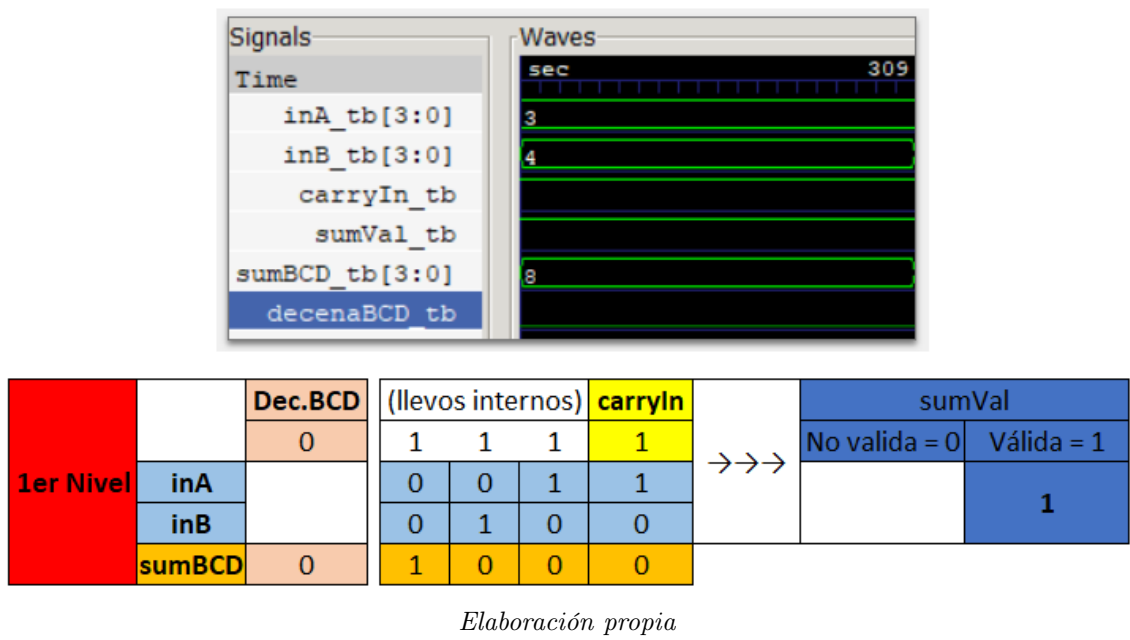 Signals Waves
Time sec 309
inA_tb[3:0] 3
inB_tb[3:0] 4
carryIn_tb
sumVal_tb
sumBCD_tb[3:0] 8
decenaBCD_tb
Dec.BCD (llevos internos) carryIn sumVal
0 1 1 1 1 →→→ No valida = 0 Válida = 1
1er Nivel inA 0 0 1 1 1
inB 0 1 0 0
sumBCD 0 1 0 0 0
Elaboración propia